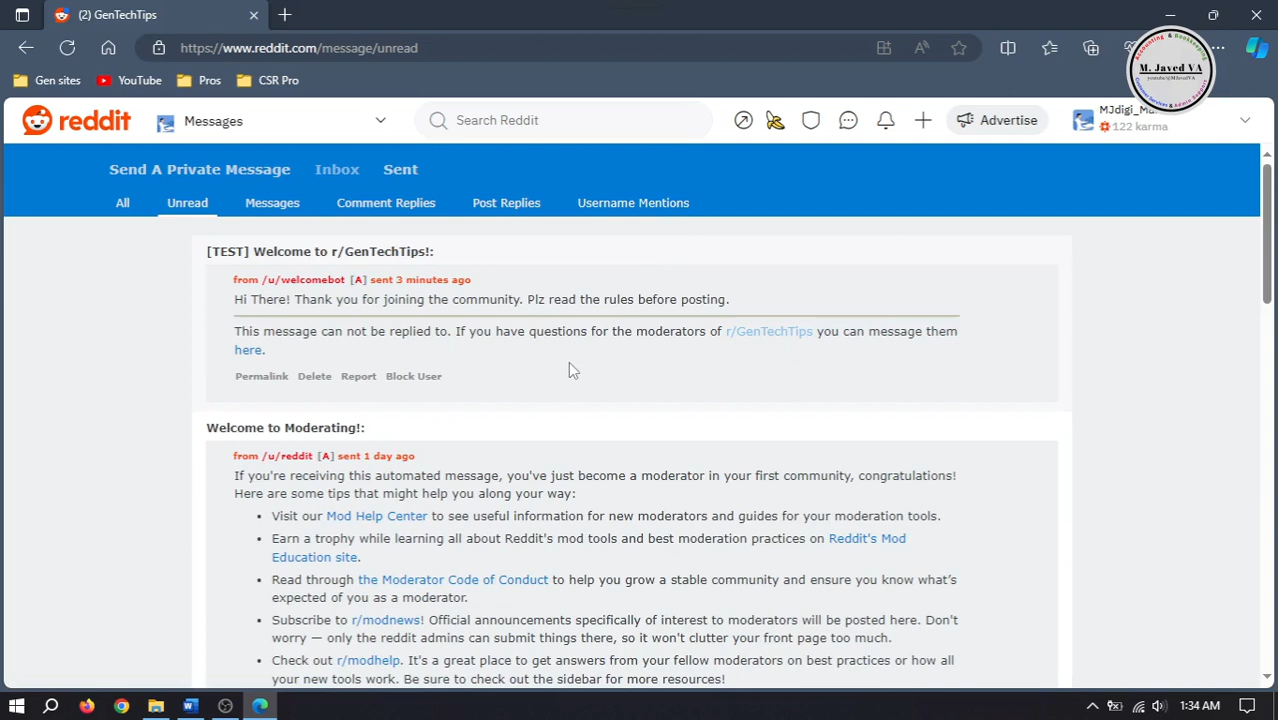 (2) GenTechTips
https://www.reddit.com/message/unread
Accounting & Bookkeeping
M. Javed VA
youtube/@MJavedVA
Customer Services & Admin Support
Gen sites
YouTube
Pros
CSR Pro
reddit
Messages
Search Reddit
Advertise
MJdigi_Ma
122 karma
Send A Private Message
Inbox
Sent
All
Unread
Messages
Comment Replies
Post Replies
Username Mentions
[TEST] Welcome to r/GenTechTips!:
from /u/welcomebot [A] sent 3 minutes ago
Hi There! Thank you for joining the community. Plz read the rules before posting.
This message can not be replied to. If you have questions for the moderators of r/GenTechTips you can message them
here.
Permalink Delete Report Block User
Welcome to Moderating!:
from /u/reddit [A] sent 1 day ago
If you're receiving this automated message, you've just become a moderator in your first community, congratulations!
Here are some tips that might help you along your way:
• Visit our Mod Help Center to see useful information for new moderators and guides for your moderation tools.
• Earn a trophy while learning all about Reddit's mod tools and best moderation practices on Reddit's Mod
Education site.
• Read through the Moderator Code of Conduct to help you grow a stable community and ensure you know what's
expected of you as a moderator.
• Subscribe to r/modnews! Official announcements specifically of interest to moderators will be posted here. Don't
worry — only the reddit admins can submit things there, so it won't clutter your front page too much.
• Check out r/modhelp. It's a great place to get answers from your fellow moderators on best practices or how all
your new tools work. Be sure to check out the sidebar for more resources!
1:34 AM